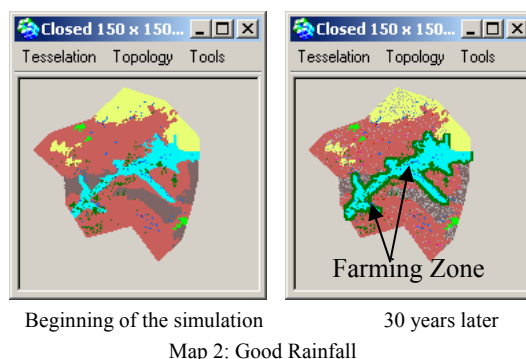 Closed 150 x 150...
Tesselation Topology Tools
Closed 150 x 150...
Tesselation Topology Tools
Farming Zone
Beginning of the simulation
30 years later
Map 2: Good Rainfall